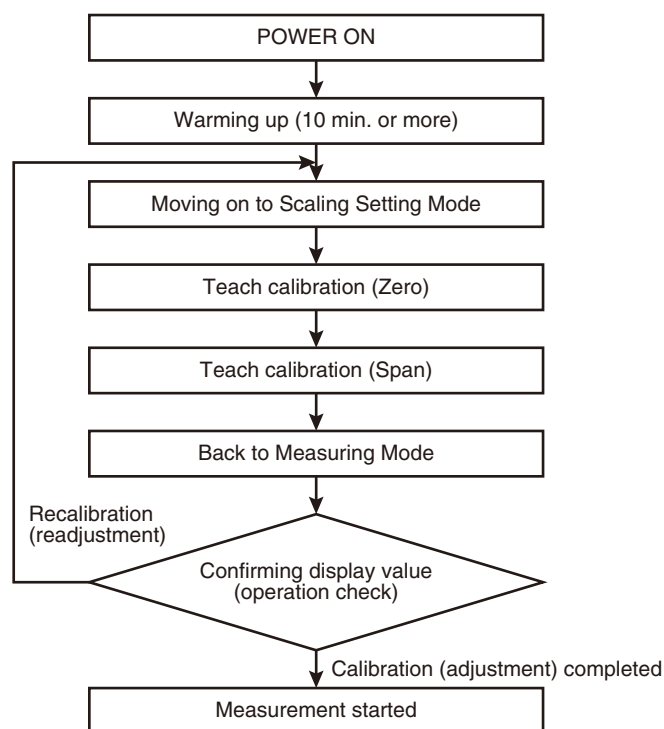 POWER ON
Warming up (10 min. or more)
Moving on to Scaling Setting Mode
Teach calibration (Zero)
Teach calibration (Span)
Back to Measuring Mode
Recalibration
(readjustment)
Confirming display value
(operation check)
Calibration (adjustment) completed
Measurement started